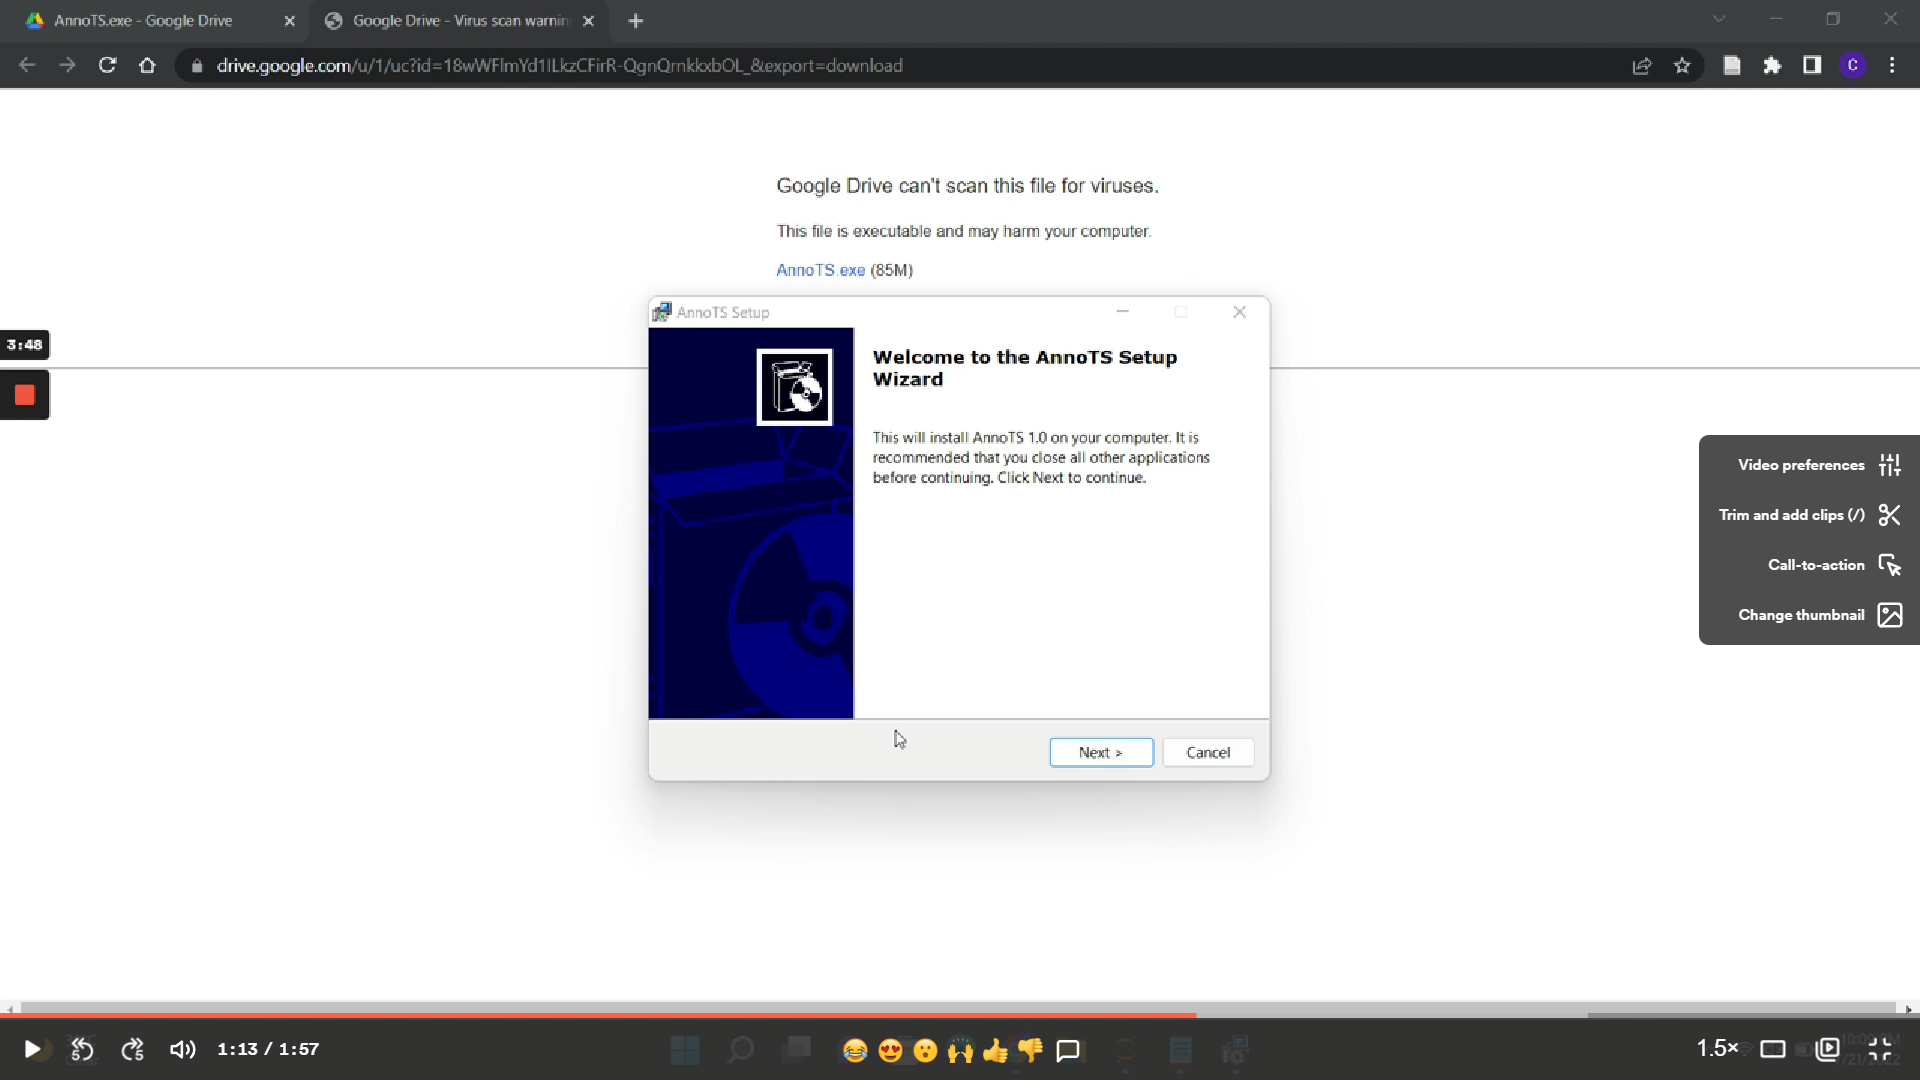 AnnoTS.exe - Google Drive
Google Drive - Virus scan warnin
drive.google.com/u/1/uc?id=18wWFlmYd1ILkzCFirR-QgnQrnkkxbOL_&export=download
C
Google Drive can't scan this file for viruses.
This file is executable and may harm your computer.
AnnoTS.exe (85M)
AnnoTS Setup
3:48
Welcome to the AnnoTS Setup
Wizard
This will install AnnoTS 1.0 on your computer. It is
recommended that you close all other applications
before continuing. Click Next to continue.
Video preferences
Trim and add clips (/)
Call-to-action
Change thumbnail
Next >
Cancel
5
5
1:13 / 1:57
1.5×